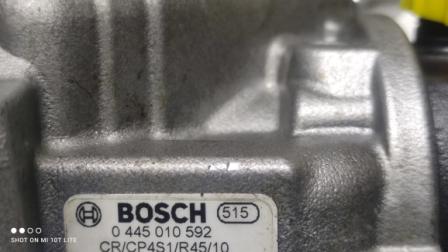 BOSCH 515
0 445 010 592
CR/CP4S1/R45/10
SHOT ON MI 10T LITE